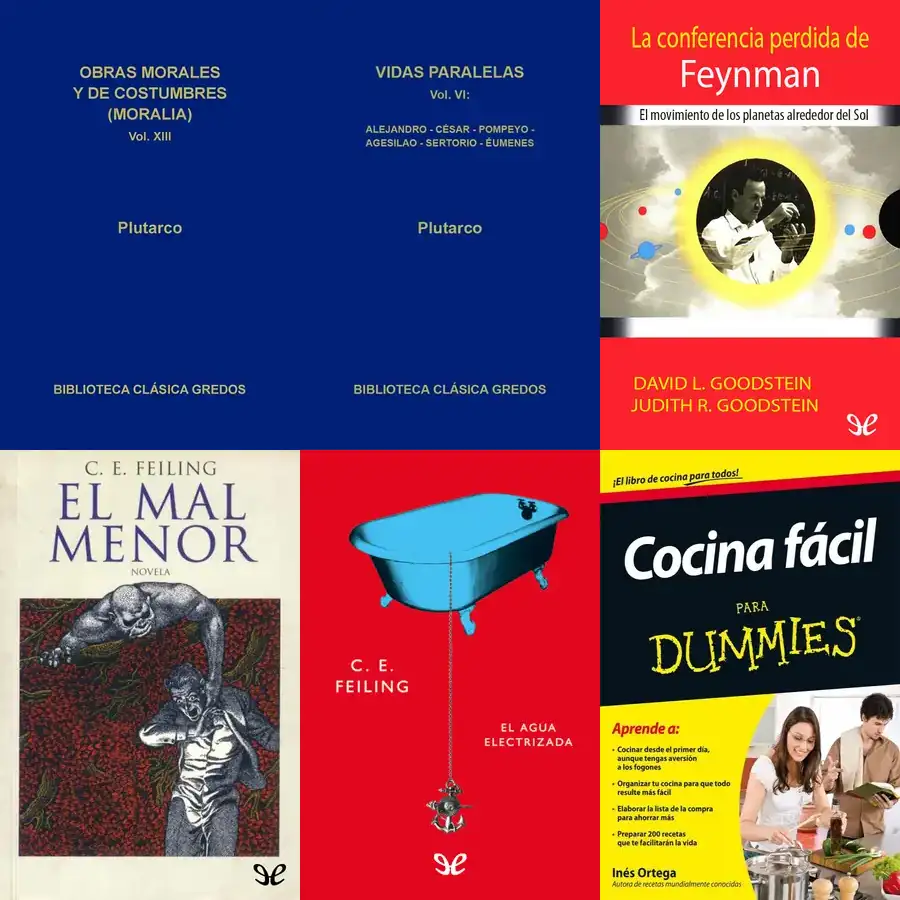 OBRAS MORALES
Y DE COSTUMBRES
(MORALIA)
Vol. XIII
Plutarco
BIBLIOTECA CLÁSICA GREDOS
VIDAS PARALELAS
Vol. VI:
ALEJANDRO - CÉSAR - POMPEYO -
AGESILAO - SERTORIO - ÉUMENES
Plutarco
BIBLIOTECA CLÁSICA GREDOS
La conferencia perdida de
Feynman
El movimiento de los planetas alrededor del Sol
DAVID L. GOODSTEIN
JUDITH R. GOODSTEIN
C. E. FEILING
EL MAL
MENOR
NOVELA
C. E.
FEILING
EL AGUA
ELECTRIZADA
¡El libro de cocina para todos!
Cocina fácil
PARA
DUMMIES®
Aprende a:
• Cocinar desde el primer día,
aunque tengas aversión
a los fogones
• Organizar tu cocina para que todo
resulte más fácil
• Elaborar la lista de la compra
para ahorrar más
• Preparar 200 recetas
que te facilitarán la vida
Inés Ortega
Autora de recetas mundialmente conocidas